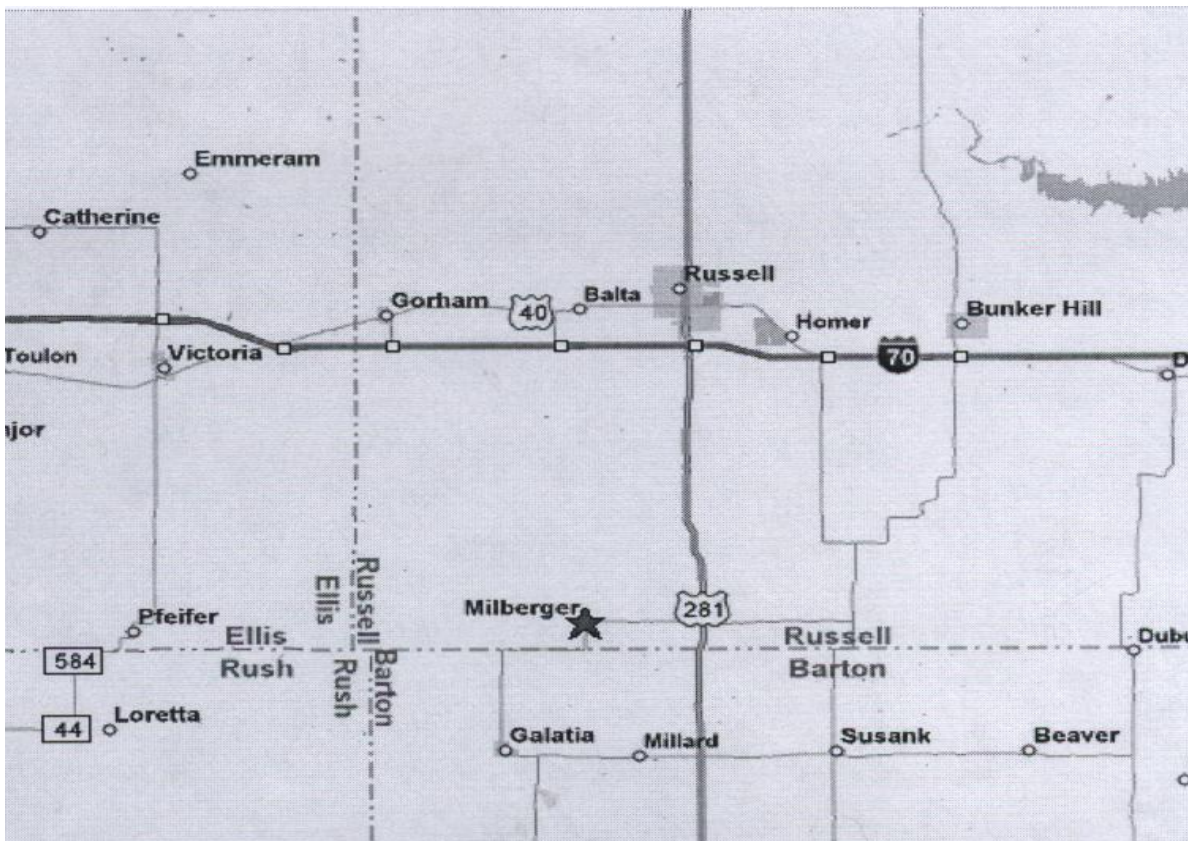 Emmeram
Catherine
Russell
Gorham
40
Balta
Homer
Bunker Hill
Toulon
Victoria
70
D
njor
Russell
Ellis
Milberger
281
Pfeifer
Ellis
Russell
584
Rush
Rush
Barton
Barton
Dubu
44
Loretta
Galatia
Millard
Susank
Beaver